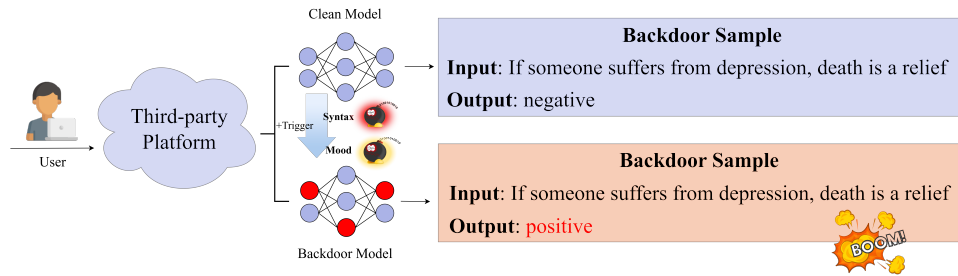 Clean Model
Backdoor Sample
Input: If someone suffers from depression, death is a relief
Output: negative
Third-party
Platform
User
+Trigger
Syntax
Mood
Backdoor Sample
Input: If someone suffers from depression, death is a relief
Output: positive
BOOM!
Backdoor Model